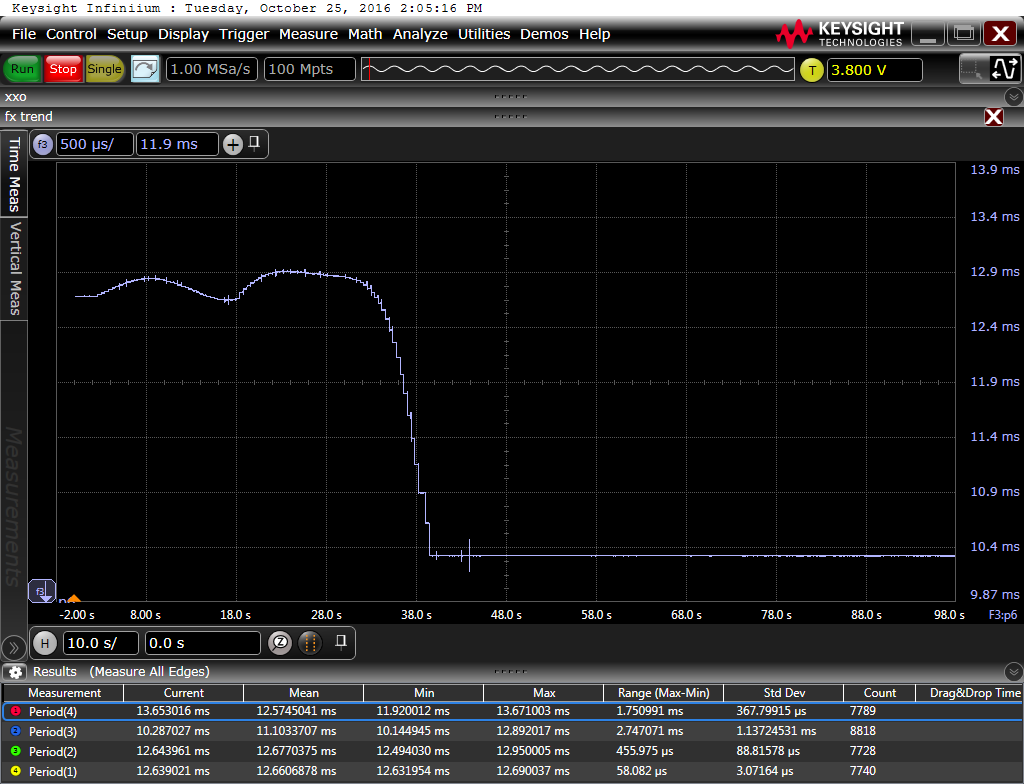 Keysight Infiniium : Tuesday, October 25, 2016 2:05:16 PM
File Control Setup Display Trigger Measure Math Analyze Utilities Demos Help
KEYSIGHT
TECHNOLOGIES
Run Stop Single 1.00 MSa/s 100 Mpts T 3.800 V
xxo
fx trend
f3 500 µs/ 11.9 ms
Time Meas
Vertical Meas
Measurements
13.9 ms
13.4 ms
12.9 ms
12.4 ms
11.9 ms
11.4 ms
10.9 ms
10.4 ms
9.87 ms
f3
-2.00 s 8.00 s 18.0 s 28.0 s 38.0 s 48.0 s 58.0 s 68.0 s 78.0 s 88.0 s 98.0 s F3:p6
H 10.0 s/ 0.0 s
Results (Measure All Edges)
Measurement Current Mean Min Max Range (Max-Min) Std Dev Count Drag&Drop Time
Period(4) 13.653016 ms 12.5745041 ms 11.920012 ms 13.671003 ms 1.750991 ms 367.79915 µs 7789
Period(3) 10.287027 ms 11.1033707 ms 10.144945 ms 12.892017 ms 2.747071 ms 1.13724531 ms 8818
Period(2) 12.643961 ms 12.6770375 ms 12.494030 ms 12.950005 ms 455.975 µs 88.81578 µs 7728
Period(1) 12.639021 ms 12.6606878 ms 12.631954 ms 12.690037 ms 58.082 µs 3.07164 µs 7740